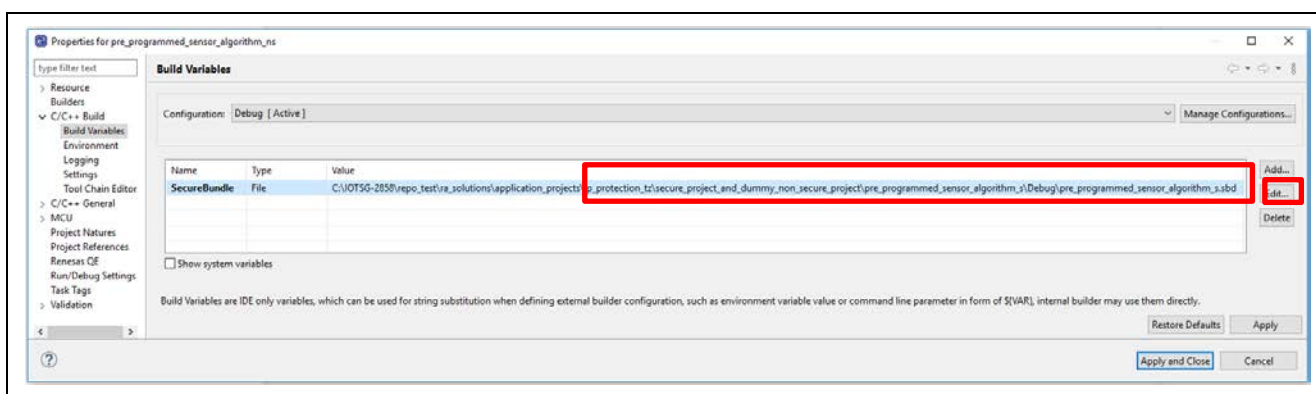 Properties for pre_programmed_sensor_algorithm_ns
type filter text
Build Variables
Resource
Builders
C/C++ Build
Build Variables
Environment
Logging
Settings
Tool Chain Editor
C/C++ General
MCU
Project Natures
Project References
Renesas QE
Run/Debug Settings
Task Tags
Validation
Configuration: Debug [ Active ]
Manage Configurations...
Name Type Value
SecureBundle File C:\IOTSG-2858\repo_test\ra_solutions\application_projects\ip_protection_tz\secure_project_and_dummy_non_secure_project\pre_programmed_sensor_algorithm_s\Debug\pre_programmed_sensor_algorithm_s.sbd
Add...
Edit...
Delete
Show system variables
Build Variables are IDE only variables, which can be used for string substitution when defining external builder configuration, such as environment variable value or command line parameter in form of ${VAR}, internal builder may use them directly.
Restore Defaults Apply
Apply and Close Cancel